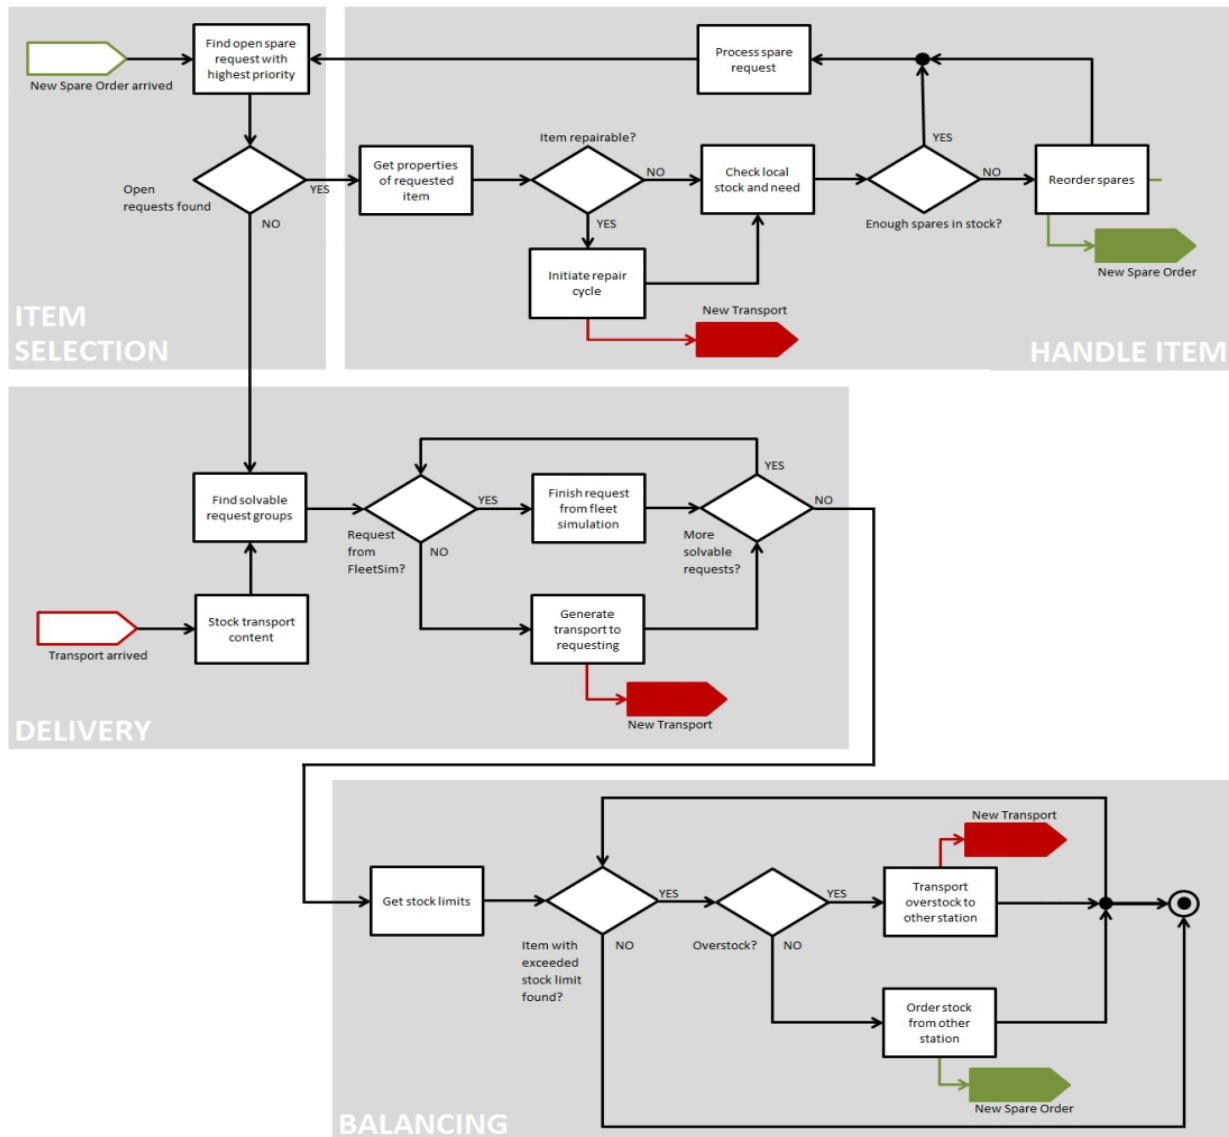 Find open spare
request with
highest priority
New Spare Order arrived
Open
requests found
YES
NO
ITEM
SELECTION
Process spare
request
Get properties
of requested
item
Item repairable?
NO
YES
Check local
stock and need
YES
NO
Enough spares in stock?
Reorder spares
New Spare Order
Initiate repair
cycle
New Transport
HANDLE ITEM
Find solvable
request groups
Request
from
FleetSim?
YES
NO
Finish request
from fleet
simulation
More
solvable
requests?
YES
NO
Stock transport
content
Transport arrived
Generate
transport to
requesting
New Transport
DELIVERY
Get stock limits
Item with
exceeded
stock limit
found?
YES
NO
Overstock?
YES
NO
New Transport
Transport
overstock to
other station
Order stock
from other
station
New Spare Order
BALANCING